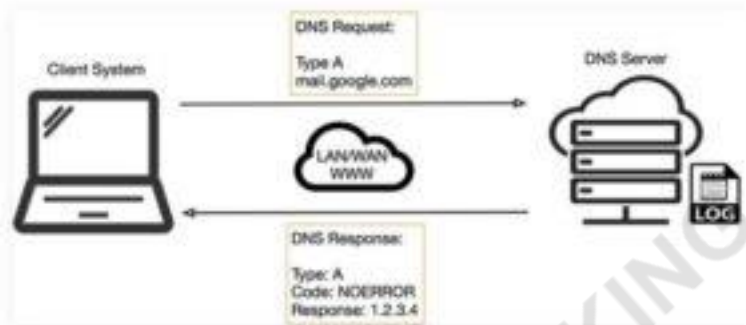 DNS Request:
Type A
mail.google.com
Client System
DNS Server
LAN/WAN
WWW
LOG
DNS Response:
Type: A
Code: NOERROR
Response: 1.2.3.4
KING